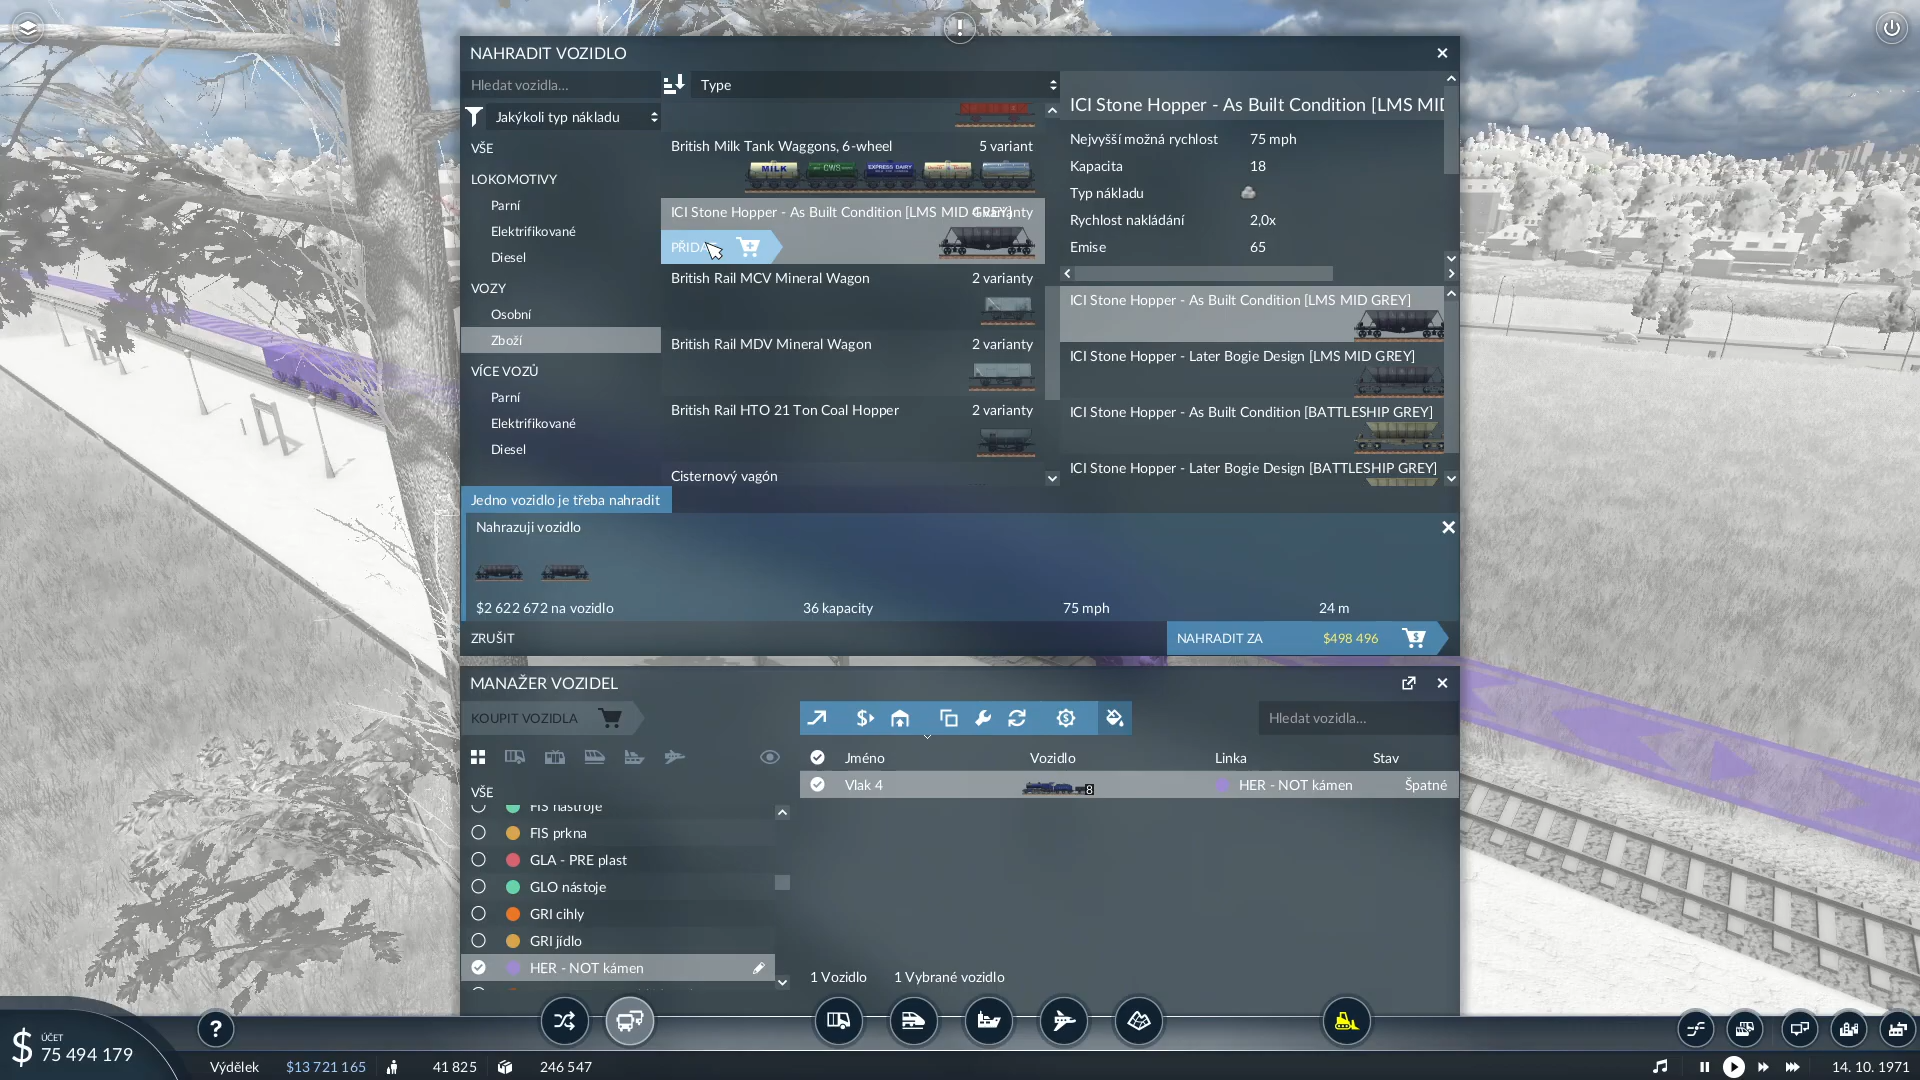 NAHRADIT VOZIDLO
Hledat vozidla...
Type
Jakýkoli typ nákladu
VŠE
LOKOMOTIVY
Parní
Elektrifikované
Diesel
VOZY
Osobní
Zboží
VÍCE VOZŮ
Parní
Elektrifikované
Diesel
British Milk Tank Waggons, 6-wheel 5 variant
MILK CWS EXPRESS DAIRY
ICI Stone Hopper - As Built Condition [LMS MID GREY]
British Rail MCV Mineral Wagon 2 varianty
British Rail MDV Mineral Wagon 2 varianty
British Rail HTO 21 Ton Coal Hopper 2 varianty
Cisternový vagón
ICI Stone Hopper - As Built Condition [LMS MID
Nejvyšší možná rychlost 75 mph
Kapacita 18
Typ nákladu
Rychlost nakládání 2,0x
Emise 65
ICI Stone Hopper - As Built Condition [LMS MID GREY]
ICI Stone Hopper - Later Bogie Design [LMS MID GREY]
ICI Stone Hopper - As Built Condition [BATTLESHIP GREY]
ICI Stone Hopper - Later Bogie Design [BATTLESHIP GREY]
Jedno vozidlo je třeba nahradit
Nahrazuji vozidlo
$2 622 672 na vozidlo 36 kapacity 75 mph 24 m
ZRUŠIT
NAHRADIT ZA $498 496
MANAŽER VOZIDEL
KOUPIT VOZIDLA
Hledat vozidla...
VŠE
FIS nástroje
FIS prkna
GLA - PRE plast
GLO nástoje
GRI cihly
GRI jídlo
HER - NOT kámen
Jméno Vozidlo Linka Stav
Vlak 4 8 HER - NOT kámen Špatné
1 Vozidlo 1 Vybrané vozidlo
?
$ ÚČET
75 494 179
Výdělek $13 721 165 41 825 246 547
14. 10. 1971